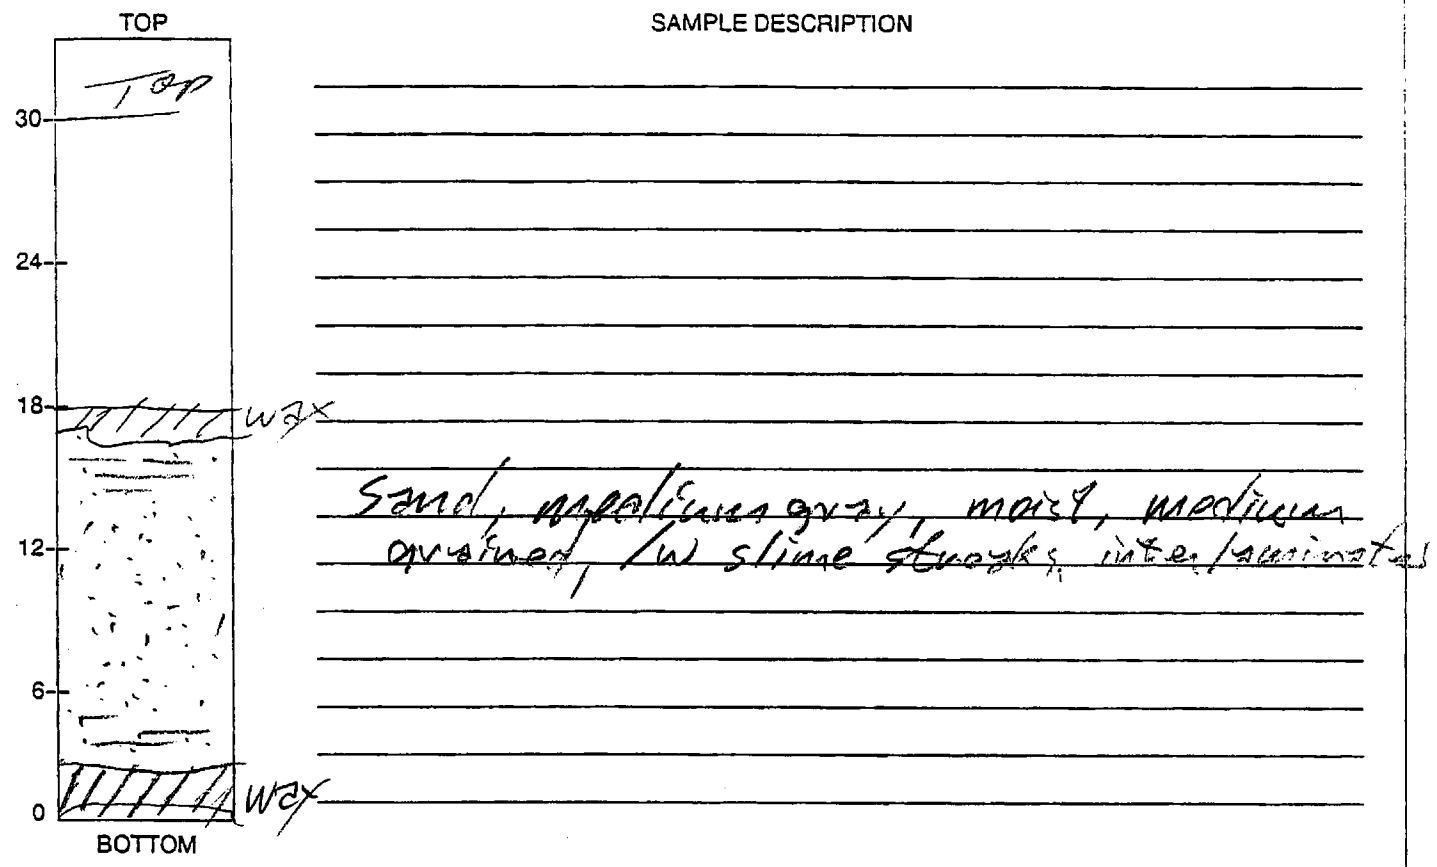 TOP
SAMPLE DESCRIPTION
Top
30
24
18
wax
Sand, medium gray, moist, medium
grained, /w slime streaks, interlaminated
12
6
wax
0
BOTTOM